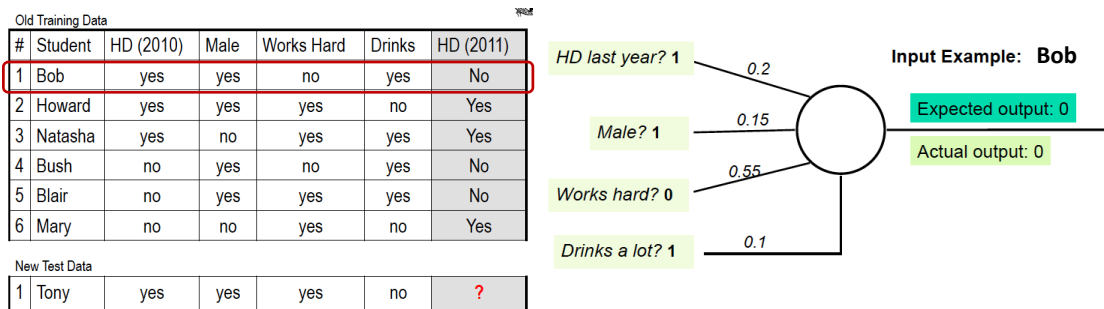 Old Training Data
# Student HD (2010) Male Works Hard Drinks HD (2011)
1 Bob yes yes no yes No
2 Howard yes yes yes no Yes
3 Natasha yes no yes yes Yes
4 Bush no yes no yes No
5 Blair no yes yes yes No
6 Mary no no yes no Yes
New Test Data
1 Tony yes yes yes no ?
HD last year? 1
0.2
Male? 1
0.15
Works hard? 0
0.55
Drinks a lot? 1
0.1
Input Example: Bob
Expected output: 0
Actual output: 0